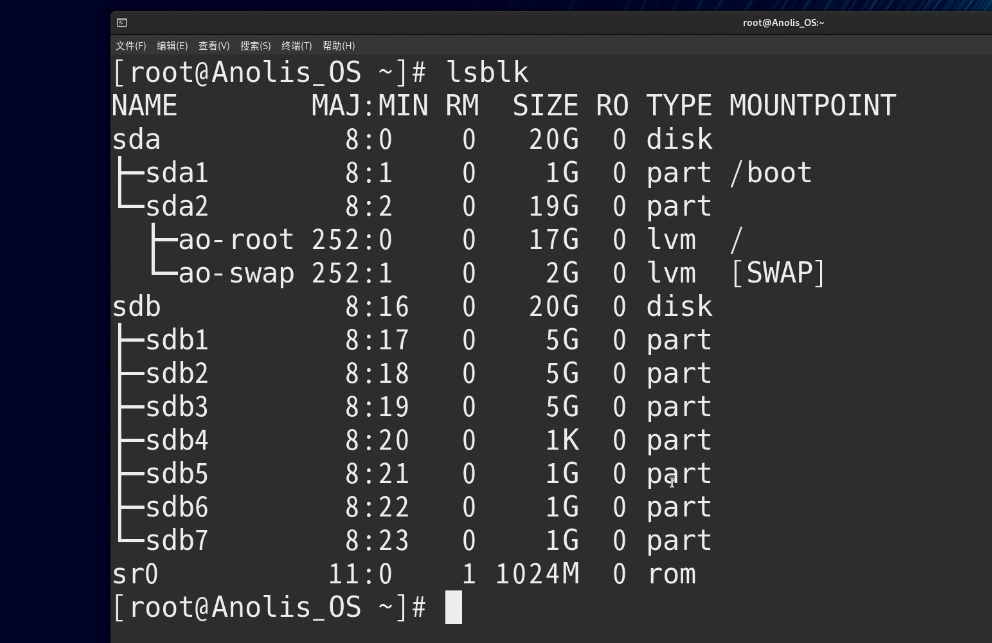 root@Anolis_OS:~
文件(F) 编辑(E) 查看(V) 搜索(S) 终端(T) 帮助(H)
[root@Anolis_OS ~]# lsblk
NAME        MAJ:MIN RM  SIZE RO TYPE MOUNTPOINT
sda           8:0    0   20G  0 disk
├─sda1        8:1    0    1G  0 part /boot
└─sda2        8:2    0   19G  0 part
  ├─ao-root 252:0    0   17G  0 lvm  /
  └─ao-swap 252:1    0    2G  0 lvm  [SWAP]
sdb           8:16   0   20G  0 disk
├─sdb1        8:17   0    5G  0 part
├─sdb2        8:18   0    5G  0 part
├─sdb3        8:19   0    5G  0 part
├─sdb4        8:20   0    1K  0 part
├─sdb5        8:21   0    1G  0 part
├─sdb6        8:22   0    1G  0 part
└─sdb7        8:23   0    1G  0 part
sr0          11:0    1 1024M  0 rom
[root@Anolis_OS ~]#